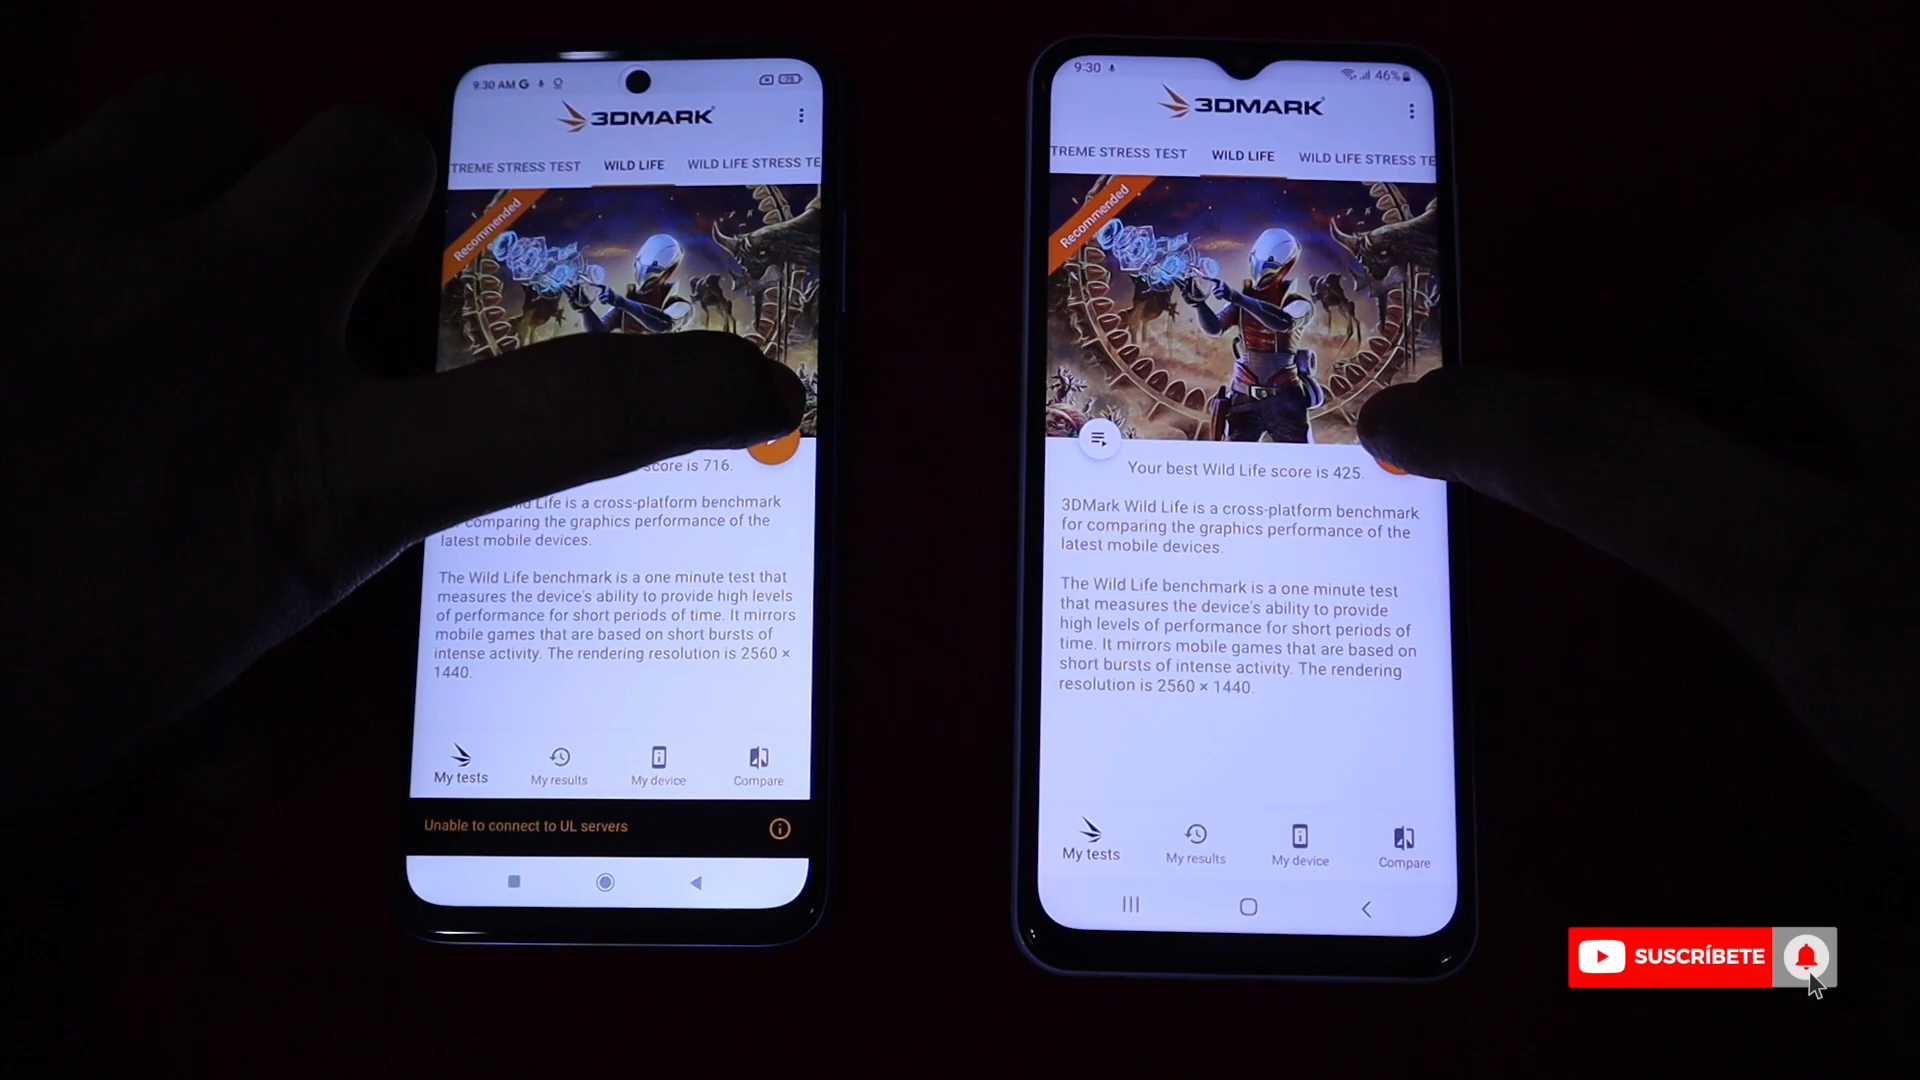 9:30 AM G
73
3DMARK
TREME STRESS TEST WILD LIFE WILD LIFE STRESS TE
Recommended
score is 716.
Life is a cross-platform benchmark
comparing the graphics performance of the
latest mobile devices.
The Wild Life benchmark is a one minute test that
measures the device's ability to provide high levels
of performance for short periods of time. It mirrors
mobile games that are based on short bursts of
intense activity. The rendering resolution is 2560 ×
1440.
My tests My results My device Compare
Unable to connect to UL servers
9:30
46%
3DMARK
TREME STRESS TEST WILD LIFE WILD LIFE STRESS TE
Recommended
Your best Wild Life score is 425.
3DMark Wild Life is a cross-platform benchmark
for comparing the graphics performance of the
latest mobile devices.
The Wild Life benchmark is a one minute test
that measures the device's ability to provide
high levels of performance for short periods of
time. It mirrors mobile games that are based on
short bursts of intense activity. The rendering
resolution is 2560 × 1440.
My tests My results My device Compare
SUSCRÍBETE